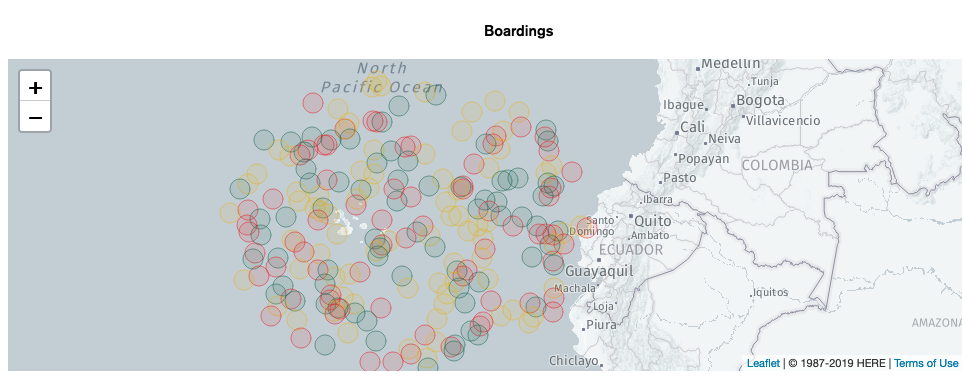 Boardings
North
Pacific Ocean
+
−
Medellin
Tunja
Ibague
Bogota
Villavicencio
Cali
Neiva
Popayan
COLOMBIA
Pasto
Ibarra
Santo
Domingo
Quito
Ambato
ECUADOR
Guayaquil
Machala
Iquitos
Loja
Piura
AMAZONA
Chiclayo
Leaflet | © 1987-2019 HERE | Terms of Use